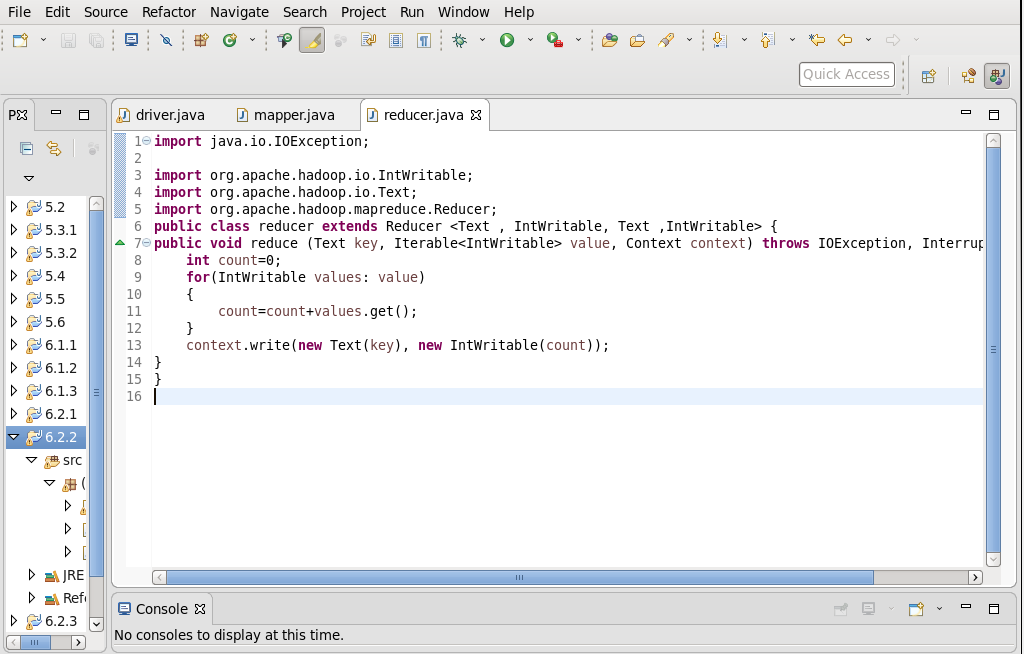 File Edit Source Refactor Navigate Search Project Run Window Help
Quick Access
P
driver.java mapper.java reducer.java
5.2
5.3.1
5.3.2
5.4
5.5
5.6
6.1.1
6.1.2
6.1.3
6.2.1
6.2.2
src
(
JRE
Refe
6.2.3
1 import java.io.IOException;
2
3 import org.apache.hadoop.io.IntWritable;
4 import org.apache.hadoop.io.Text;
5 import org.apache.hadoop.mapreduce.Reducer;
6 public class reducer extends Reducer <Text , IntWritable, Text ,IntWritable> {
7 public void reduce (Text key, Iterable<IntWritable> value, Context context) throws IOException, Interrup
8 int count=0;
9 for(IntWritable values: value)
10 {
11 count=count+values.get();
12 }
13 context.write(new Text(key), new IntWritable(count));
14 }
15 }
16
Console
No consoles to display at this time.